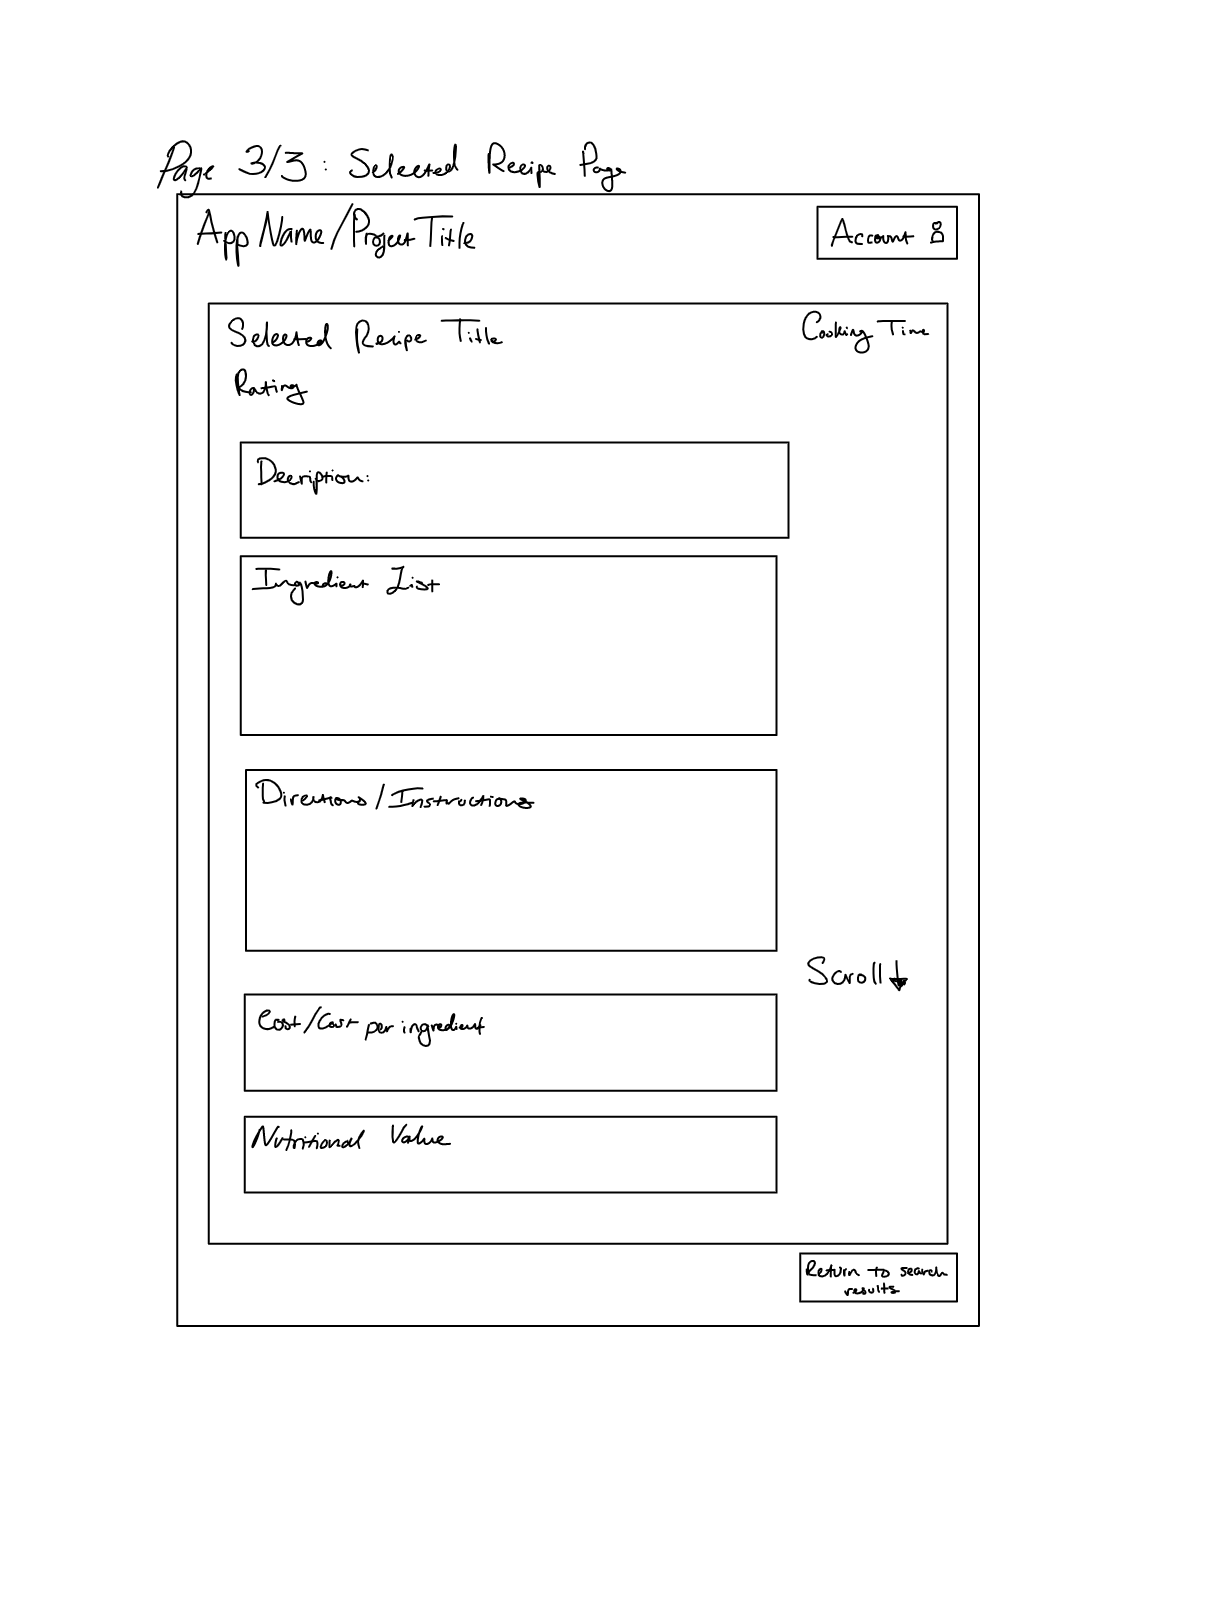 Page 3/3: Selected Recipe Page
App Name/Project Title
Account
Selected Recipe Title
Cooking Time
Rating
Decription:
Ingredient List
Directions/Instructions
Scroll↓
Cost/Cost per ingredient
Nutritional Value
Return to search
results